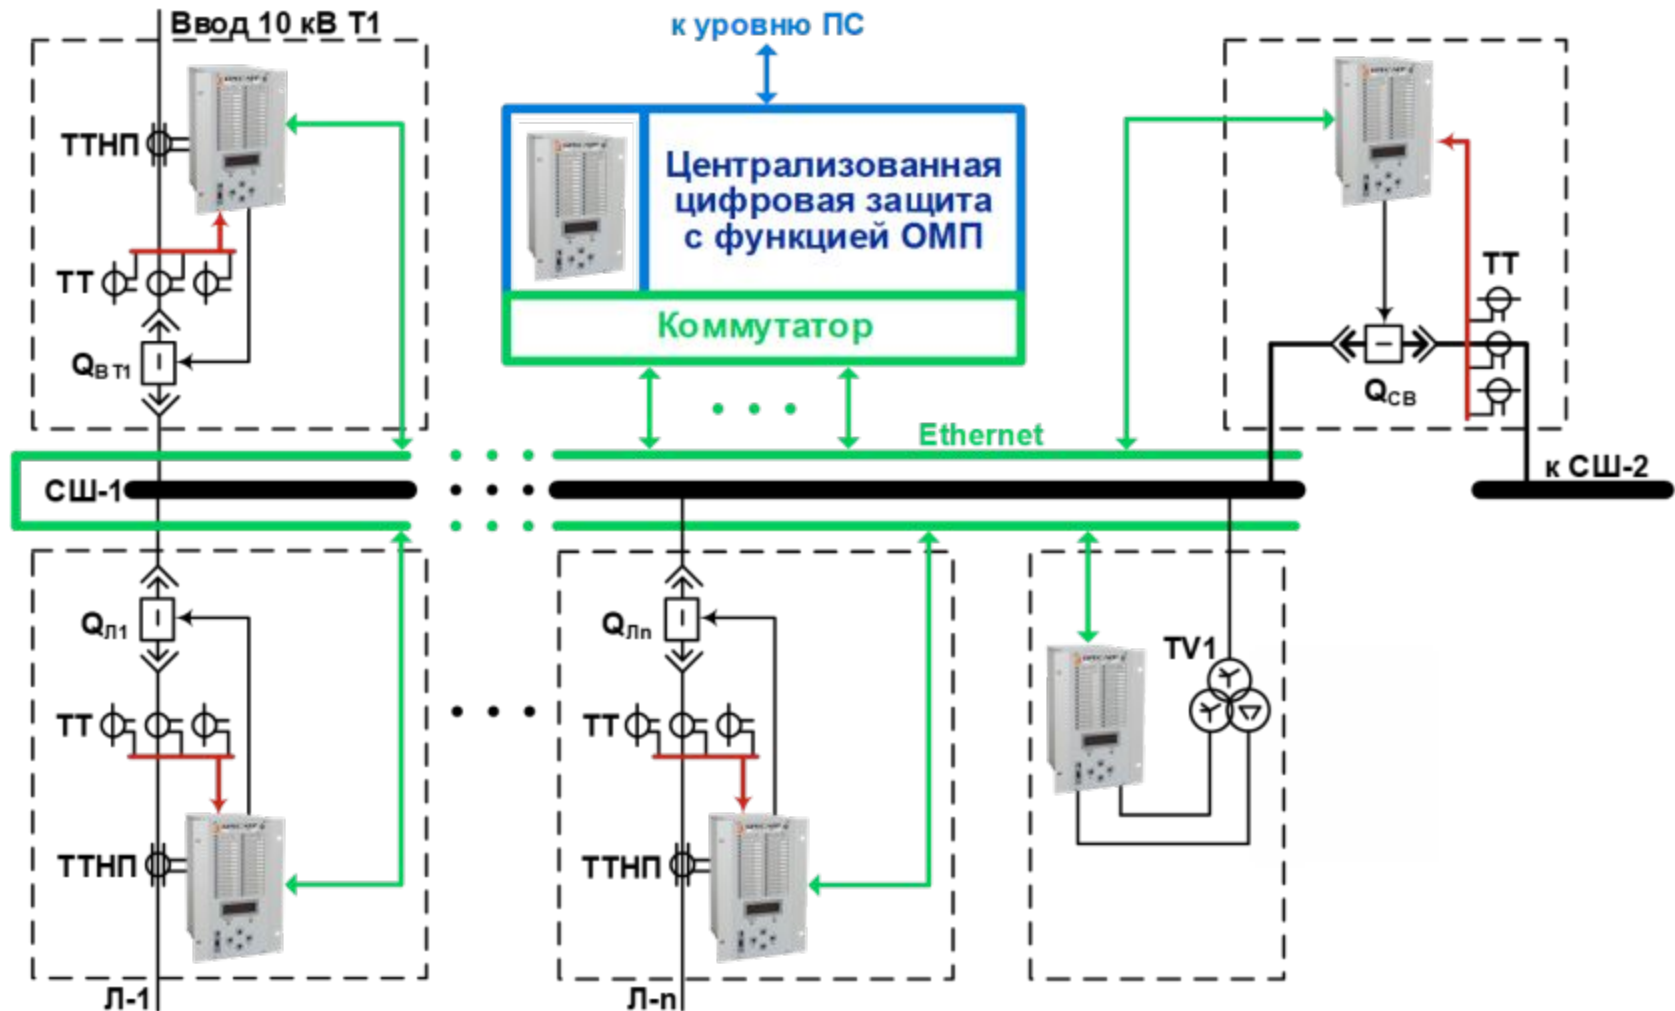 Ввод 10 кВ Т1
к уровню ПС
ТТНП
Централизованная
цифровая защита
с функцией ОМП
ТТ
ТТ
Коммутатор
Q В Т1
Q СВ
Ethernet
к СШ-2
СШ-1
Q Л1
Q Лn
TV1
ТТ
ТТ
ТТНП
ТТНП
Л-1
Л-n